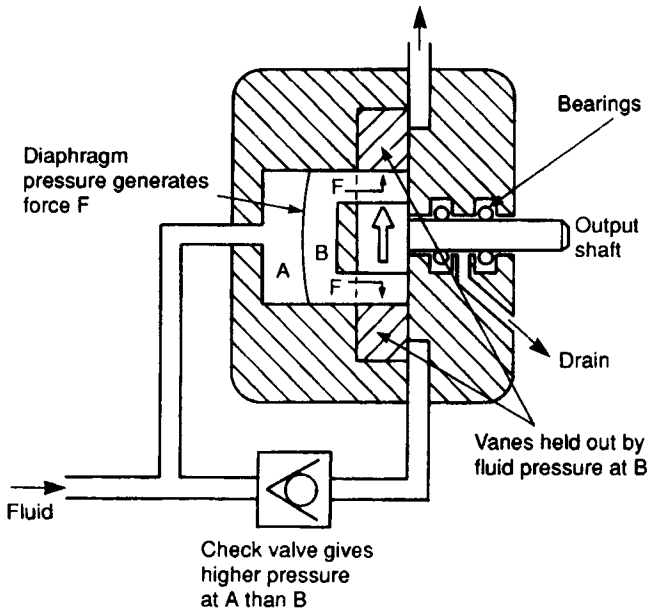 Bearings
Diaphragm
pressure generates
force F
F
Output
shaft
A
B
F
Drain
Vanes held out by
fluid pressure at B
Fluid
Check valve gives
higher pressure
at A than B